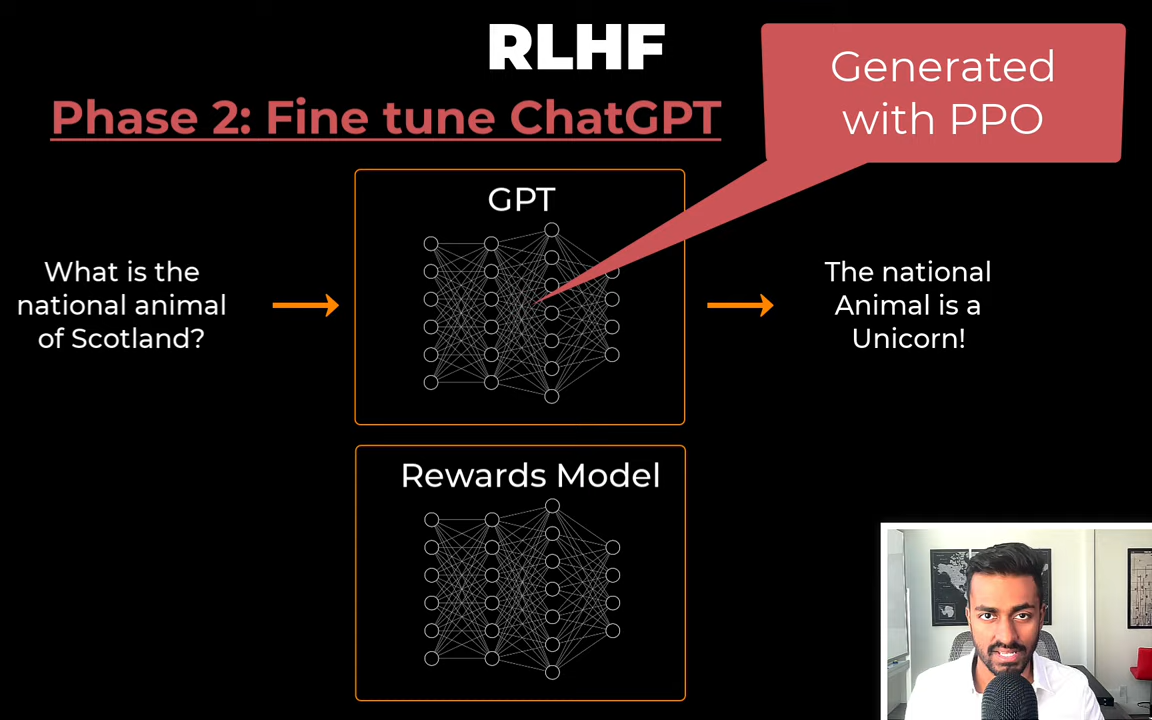 RLHF
Phase 2: Fine tune ChatGPT
Generated
with PPO
GPT
What is the
national animal
of Scotland?
The national
Animal is a
Unicorn!
Rewards Model